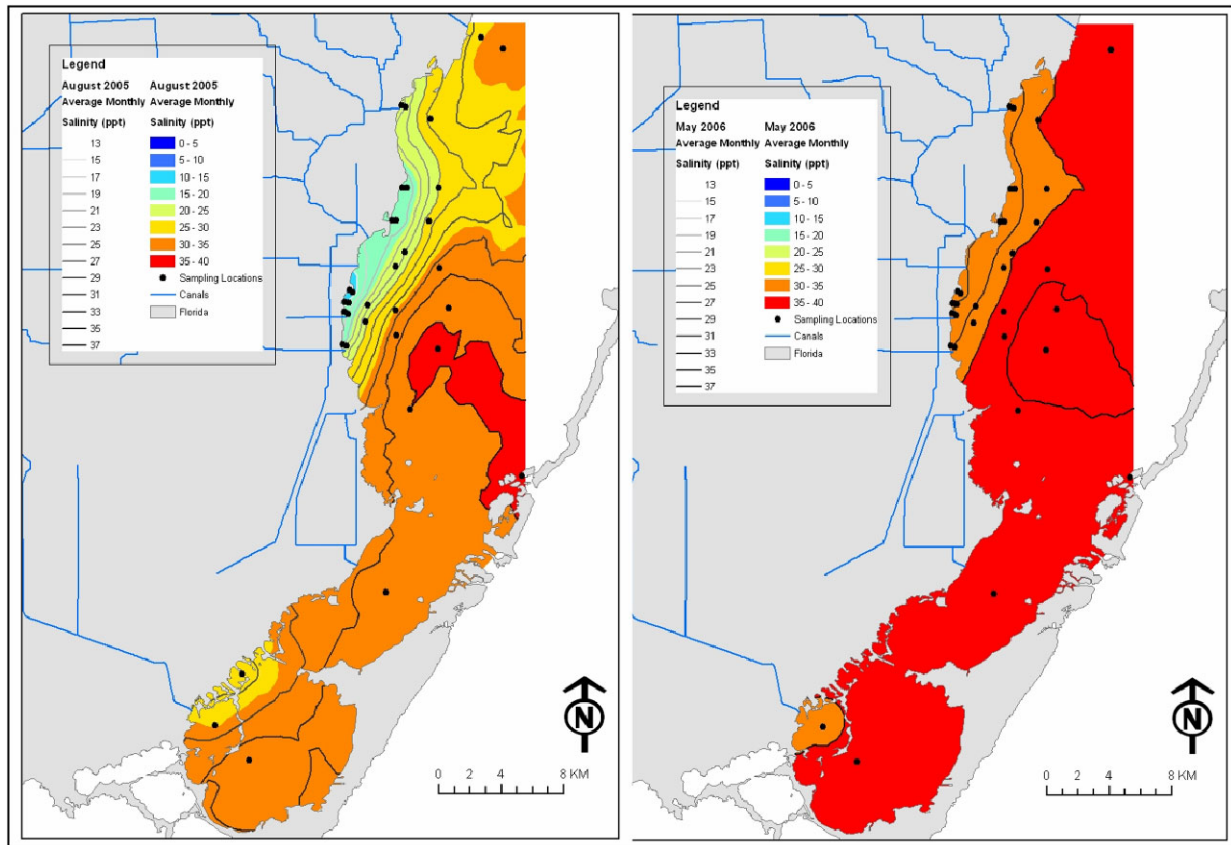 Legend
August 2005 August 2005
Average Monthly Average Monthly
Salinity (ppt) Salinity (ppt)
13 0 - 5
15 5 - 10
17 10 - 15
19 15 - 20
21 20 - 25
23 25 - 30
25 30 - 35
27 35 - 40
29 Sampling Locations
31 Canals
33 Florida
35
37
N
0 2 4 8 KM
Legend
May 2006 May 2006
Average Monthly Average Monthly
Salinity (ppt) Salinity (ppt)
13 0 - 5
15 5 - 10
17 10 - 15
19 15 - 20
21 20 - 25
23 25 - 30
25 30 - 35
27 35 - 40
29 Sampling Locations
31 Canals
33 Florida
35
37
N
0 2 4 8 KM